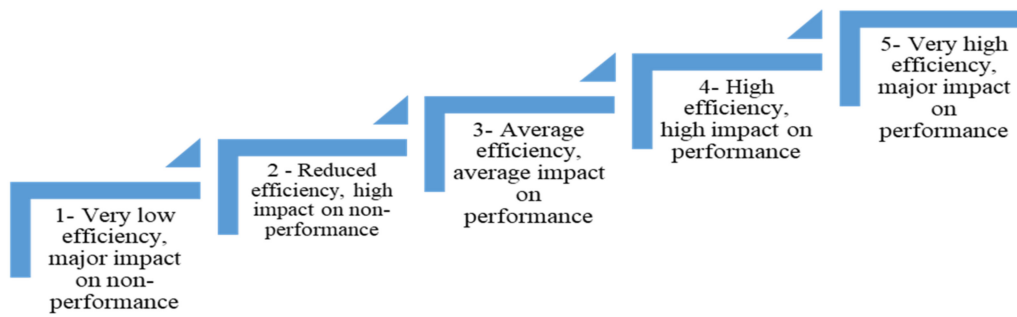 1- Very low
efficiency,
major impact
on non-
performance
2 - Reduced
efficiency, high
impact on non-
performance
3- Average
efficiency,
average impact
on
performance
4- High
efficiency,
high impact on
performance
5- Very high
efficiency,
major impact
on
performance